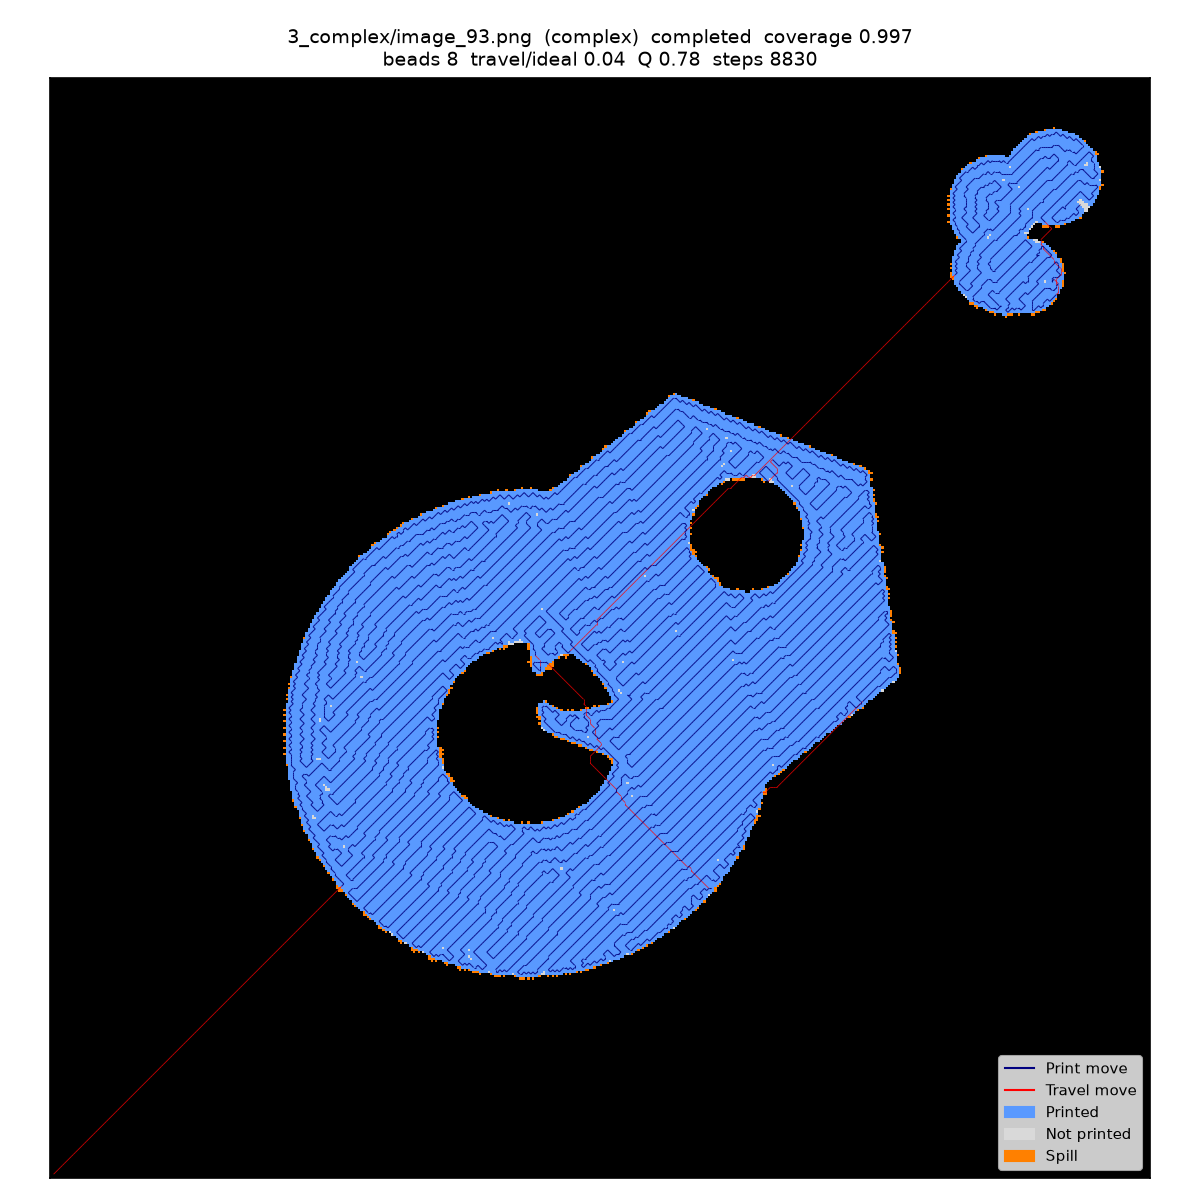 3_complex/image_93.png  (complex)  completed  coverage 0.997
beads 8  travel/ideal 0.04  Q 0.78  steps 8830
Print move
Travel move
Printed
Not printed
Spill